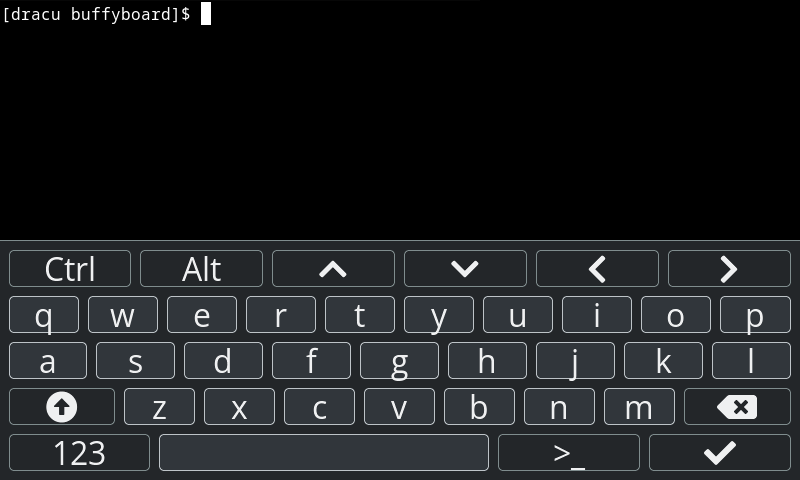 [dracu buffyboard]$
Ctrl Alt
q w e r t y u i o p
a s d f g h j k l
z x c v b n m
123 >_